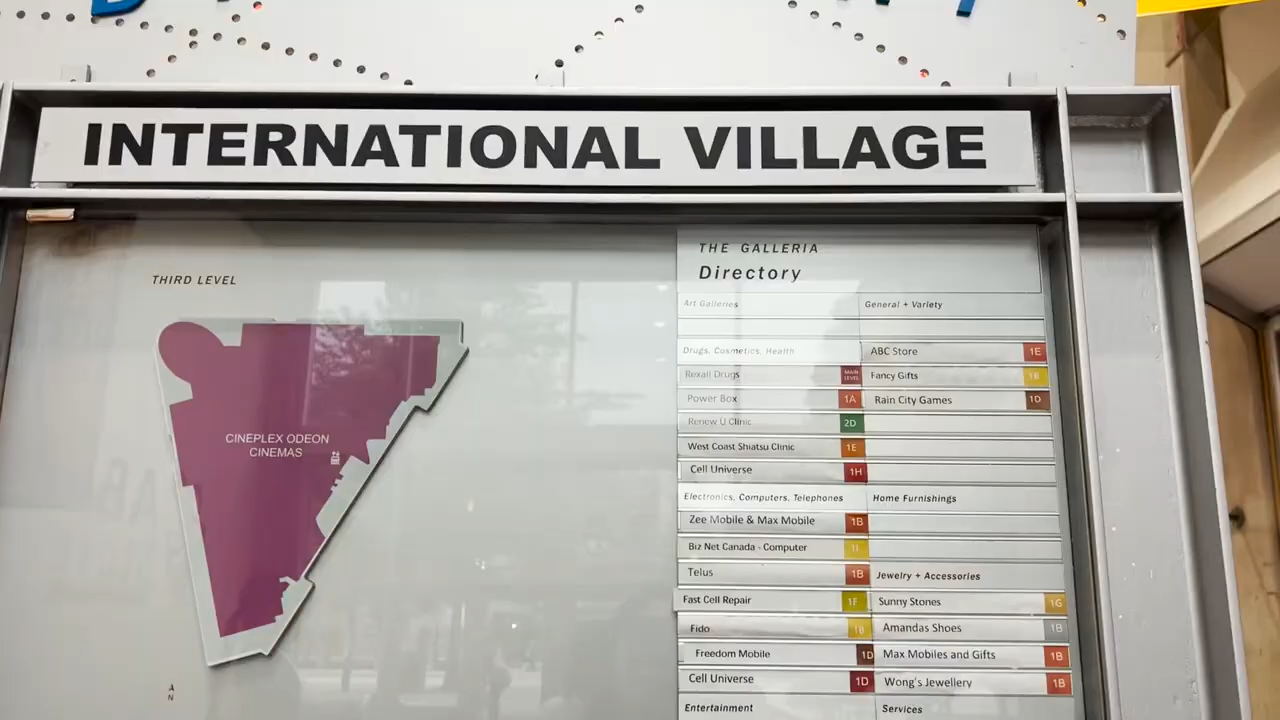 INTERNATIONAL VILLAGE
THIRD LEVEL
CINEPLEX ODEON
CINEMAS
N
THE GALLERIA
Directory
Art Galleries
Drugs, Cosmetics, Health
Rexall Drugs MAIN LEVEL
Power Box 1A
Renew U Clinic 2D
West Coast Shiatsu Clinic 1E
Cell Universe 1H
Electronics, Computers, Telephones
Zee Mobile & Max Mobile 1B
Biz Net Canada - Computer
Telus 1B
Fast Cell Repair 1F
Fido 1B
Freedom Mobile 1D
Cell Universe 1D
Entertainment
General + Variety
ABC Store 1E
Fancy Gifts 1B
Rain City Games 1D
Home Furnishings
Jewelry + Accessories
Sunny Stones 1G
Amandas Shoes 1B
Max Mobiles and Gifts 1B
Wong's Jewellery 1B
Services